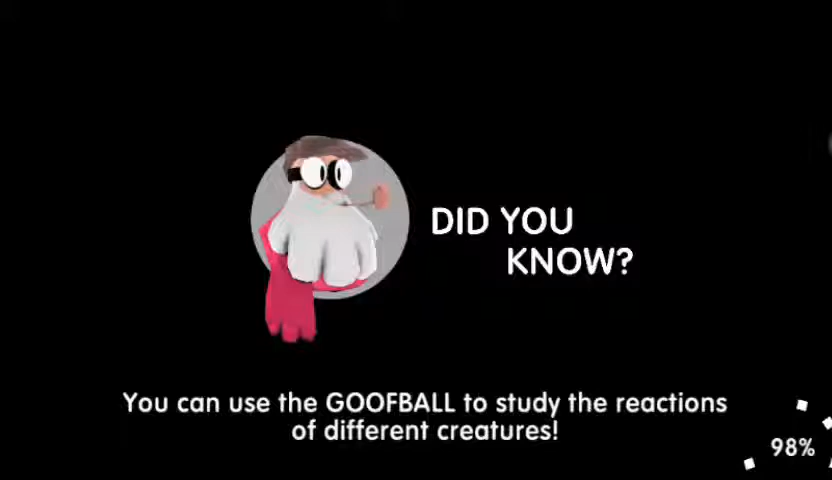 DID YOU
KNOW?
You can use the GOOFBALL to study the reactions
of different creatures!
98%